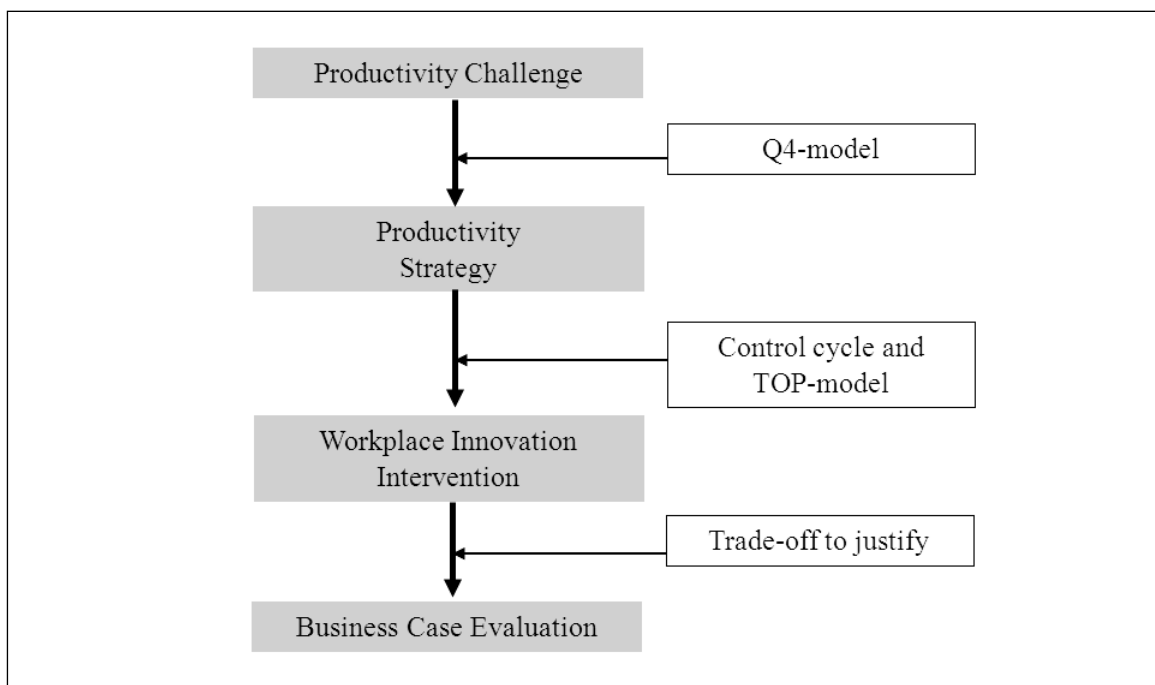 Productivity Challenge
Q4-model
Productivity
Strategy
Control cycle and
TOP-model
Workplace Innovation
Intervention
Trade-off to justify
Business Case Evaluation